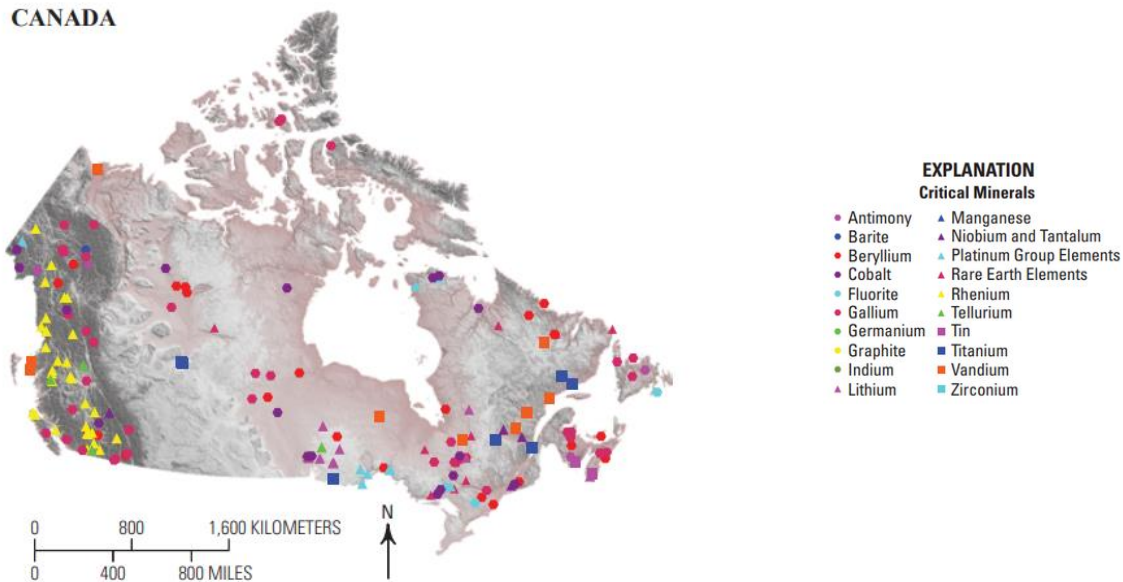 CANADA
EXPLANATION
Critical Minerals
Antimony
Barite
Beryllium
Cobalt
Fluorite
Gallium
Germanium
Graphite
Indium
Lithium
Manganese
Niobium and Tantalum
Platinum Group Elements
Rare Earth Elements
Rhenium
Tellurium
Tin
Titanium
Vandium
Zirconium
0 800 1,600 KILOMETERS
0 400 800 MILES
N